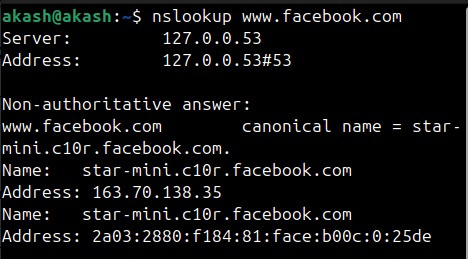 akash@akash:~$ nslookup www.facebook.com
Server:         127.0.0.53
Address:        127.0.0.53#53

Non-authoritative answer:
www.facebook.com        canonical name = star-
mini.c10r.facebook.com.
Name:   star-mini.c10r.facebook.com
Address: 163.70.138.35
Name:   star-mini.c10r.facebook.com
Address: 2a03:2880:f184:81:face:b00c:0:25de